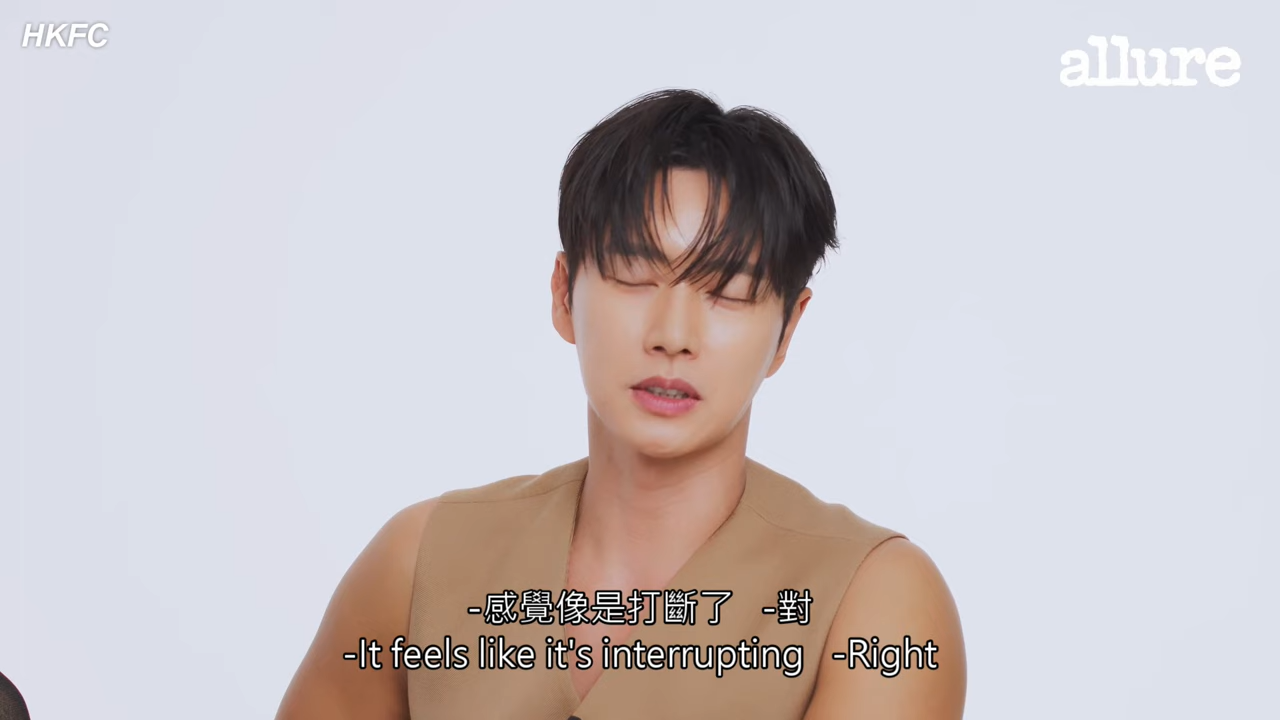 HKFC
allure
-感覺像是打斷了 -對
-It feels like it's interrupting -Right